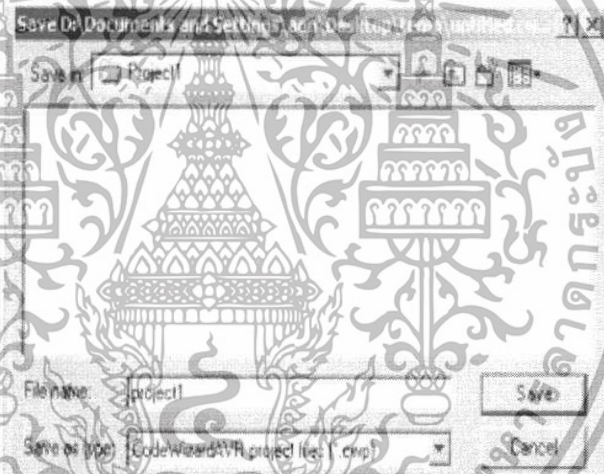 Save D:\Documents and Settings\
Save in: Project1
File name: project1
Save
Save as type: CodeWizardAVR project files (*.cwp)
Cancel